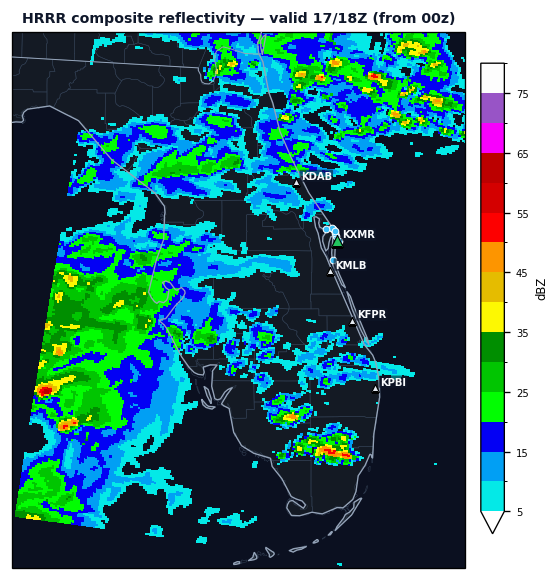 HRRR composite reflectivity — valid 17/18Z (from 00z)
KDAB
KXMR
KMLB
KFPR
KPBI
75
65
55
45
35
25
15
5
dBZ